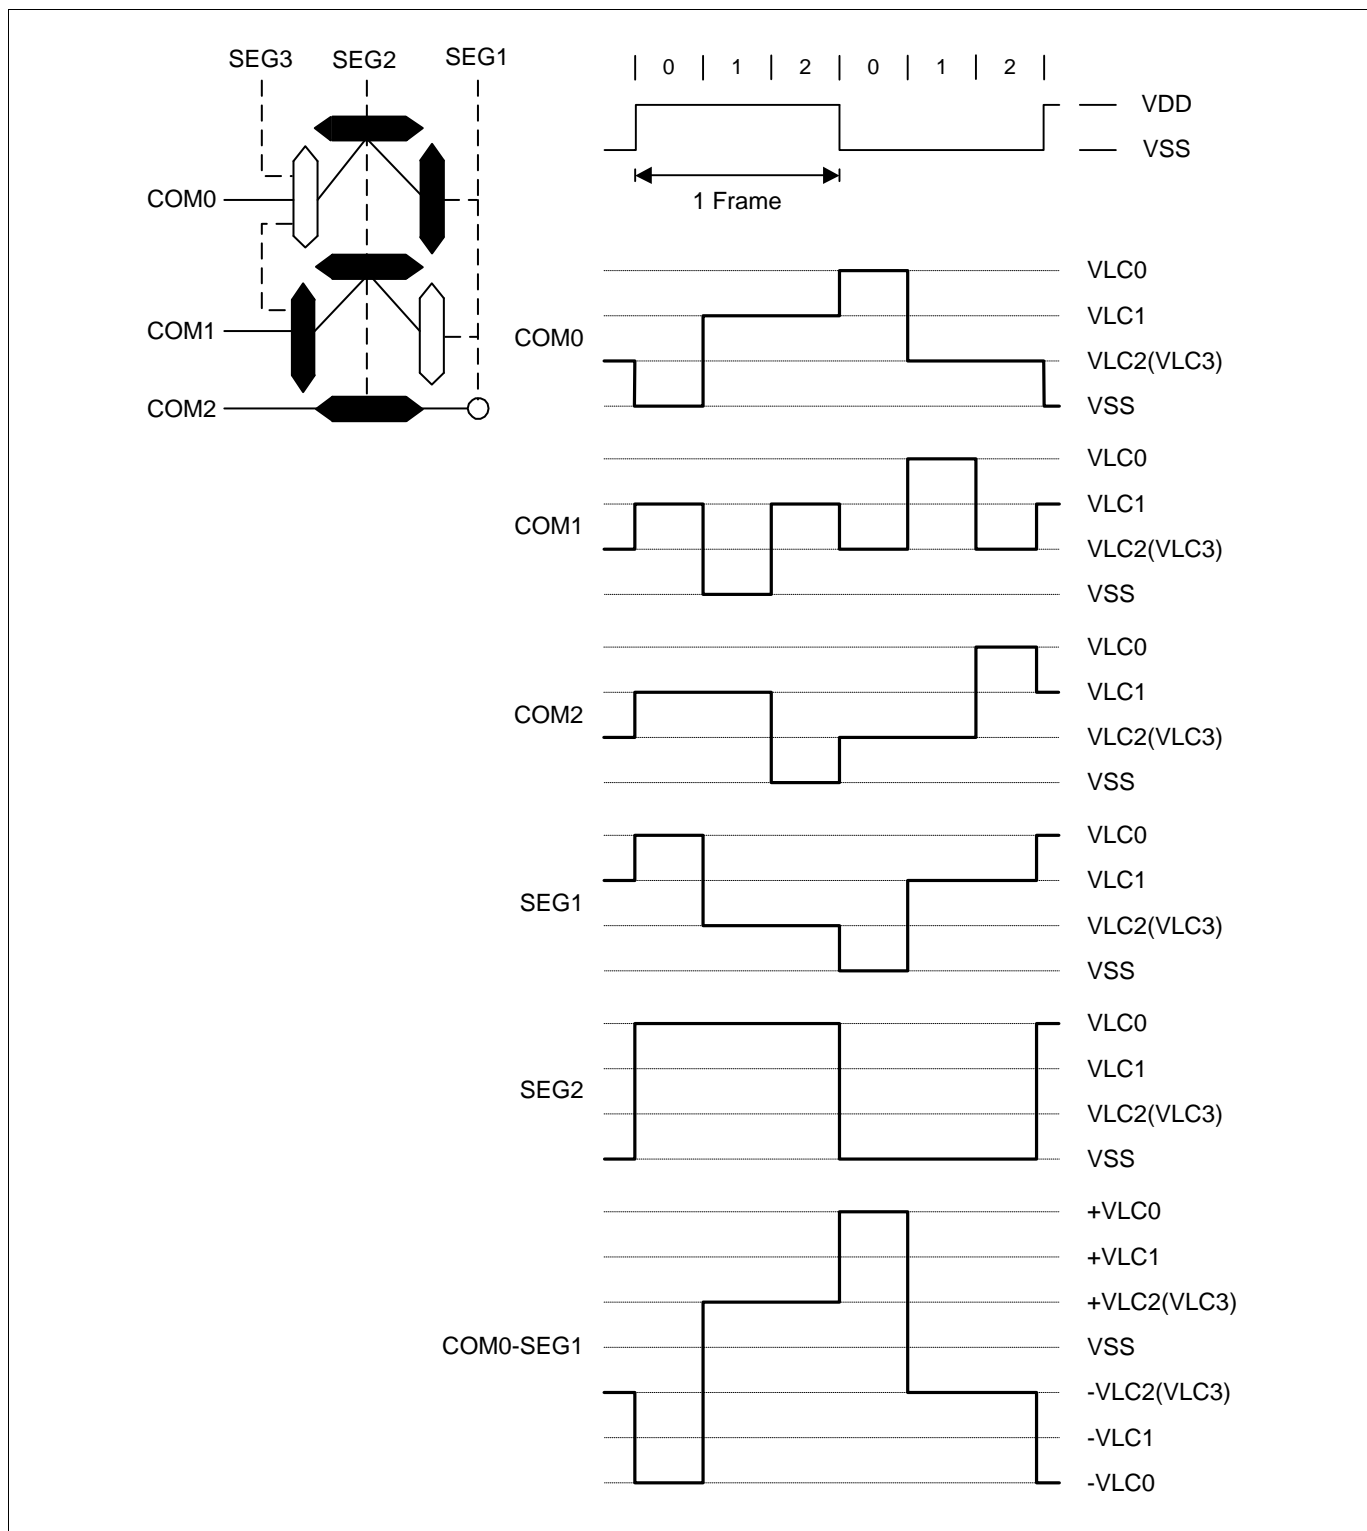 SEG3 SEG2 SEG1
COM0
COM1
COM2
0 1 2 0 1 2
VDD
VSS
1 Frame
COM0
VLC0
VLC1
VLC2(VLC3)
VSS
COM1
VLC0
VLC1
VLC2(VLC3)
VSS
COM2
VLC0
VLC1
VLC2(VLC3)
VSS
SEG1
VLC0
VLC1
VLC2(VLC3)
VSS
SEG2
VLC0
VLC1
VLC2(VLC3)
VSS
COM0-SEG1
+VLC0
+VLC1
+VLC2(VLC3)
VSS
-VLC2(VLC3)
-VLC1
-VLC0